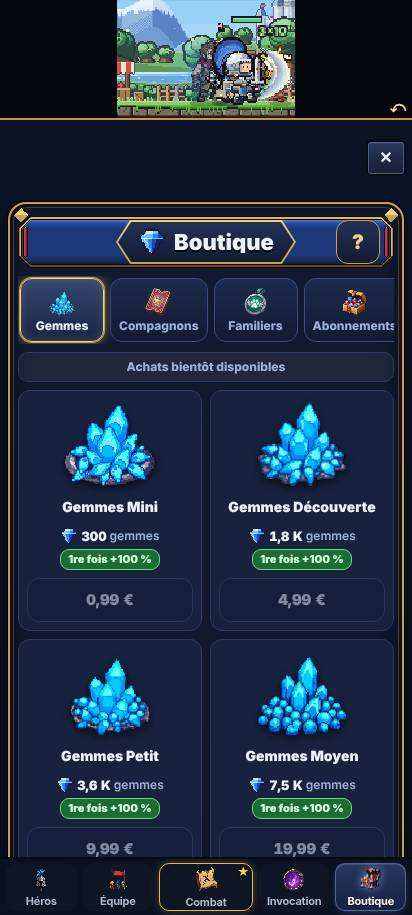 ×
Boutique
?
Gemmes
Compagnons
Familiers
Abonnements
Achats bientôt disponibles
Gemmes Mini
Gemmes Découverte
300 gemmes
1,8 K gemmes
1re fois +100 %
1re fois +100 %
0,99 €
4,99 €
Gemmes Petit
Gemmes Moyen
3,6 K gemmes
7,5 K gemmes
1re fois +100 %
1re fois +100 %
9,99 €
19,99 €
Héros
Équipe
Combat
Invocation
Boutique